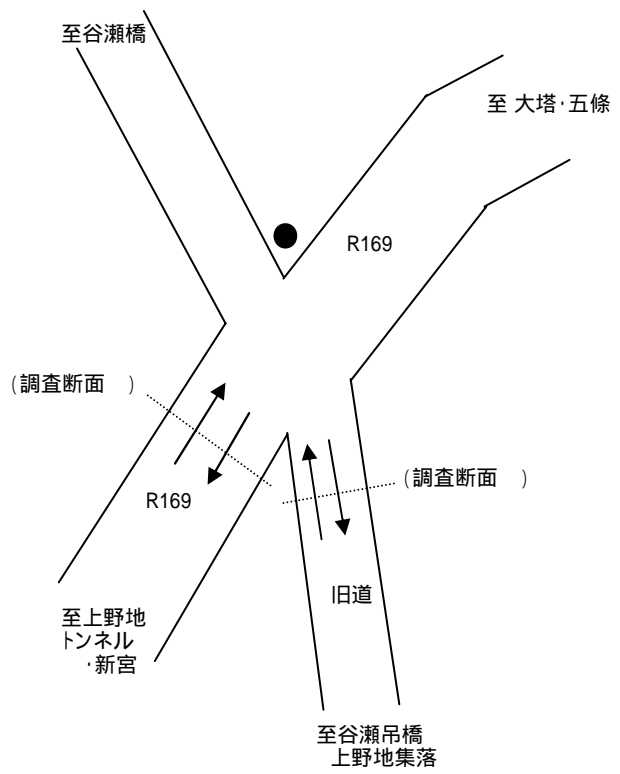 至谷瀬橋
至 大塔・五條
R169
(調査断面　)
(調査断面　)
R169
旧道
至上野地
トンネル
・新宮
至谷瀬吊橋
上野地集落